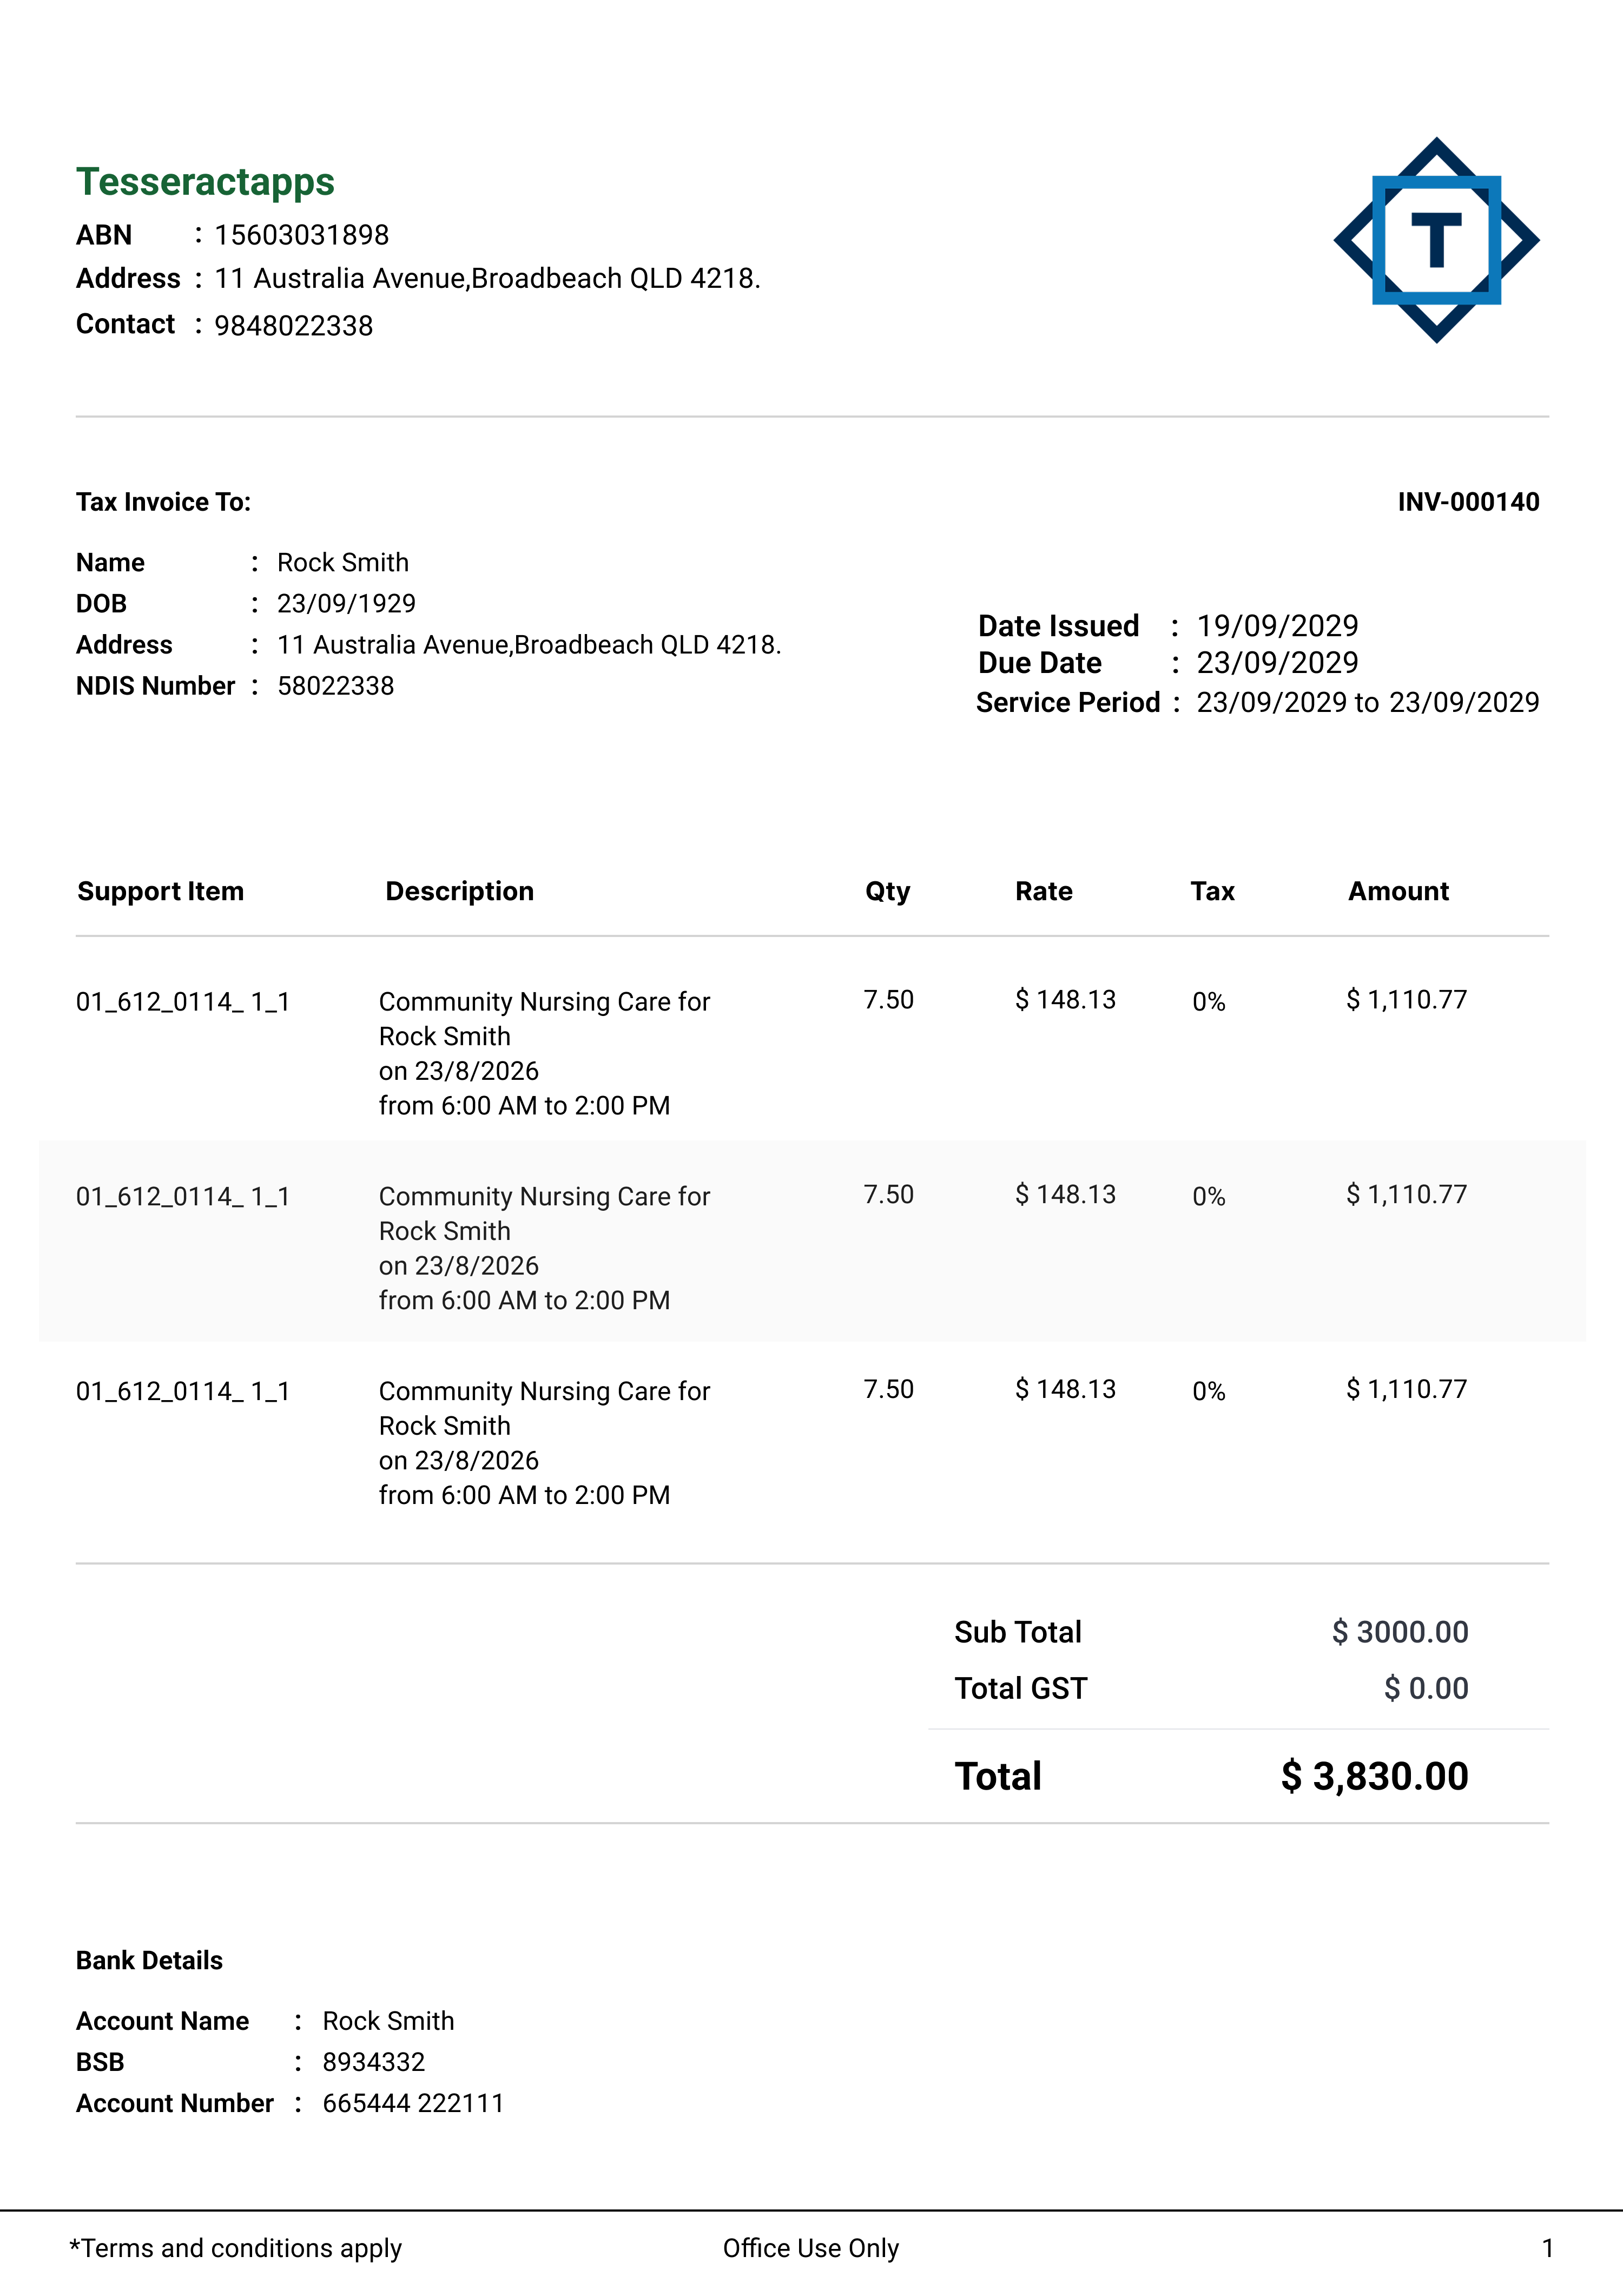 Tesseractapps
T
ABN : 15603031898
Address : 11 Australia Avenue,Broadbeach QLD 4218.
Contact : 9848022338
Tax Invoice To:
INV-000140
Name : Rock Smith
DOB : 23/09/1929
Address : 11 Australia Avenue,Broadbeach QLD 4218.
NDIS Number : 58022338
Date Issued : 19/09/2029
Due Date : 23/09/2029
Service Period : 23/09/2029 to 23/09/2029
Support Item Description Qty Rate Tax Amount
01_612_0114_ 1_1 Community Nursing Care for 7.50 $ 148.13 0% $ 1,110.77
Rock Smith
on 23/8/2026
from 6:00 AM to 2:00 PM
01_612_0114_ 1_1 Community Nursing Care for 7.50 $ 148.13 0% $ 1,110.77
Rock Smith
on 23/8/2026
from 6:00 AM to 2:00 PM
01_612_0114_ 1_1 Community Nursing Care for 7.50 $ 148.13 0% $ 1,110.77
Rock Smith
on 23/8/2026
from 6:00 AM to 2:00 PM
Sub Total $ 3000.00
Total GST $ 0.00
Total $ 3,830.00
Bank Details
Account Name : Rock Smith
BSB : 8934332
Account Number : 665444 222111
*Terms and conditions apply Office Use Only 1